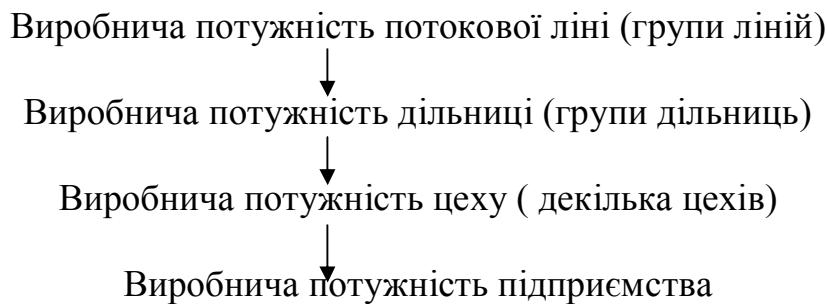 Виробнича потужність потокової ліні (групи ліній)
Виробнича потужність дільниці (групи дільниць)
Виробнича потужність цеху ( декілька цехів)
Виробнича потужність підприємства